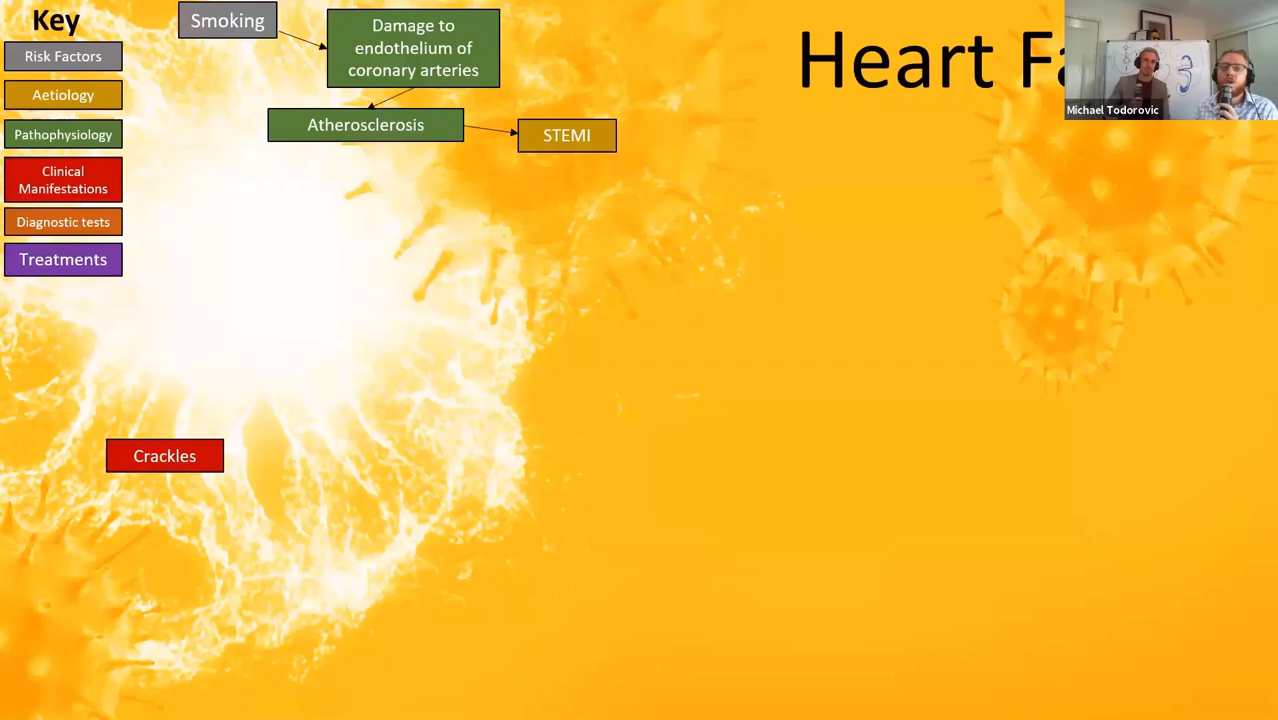 Key
Risk Factors
Aetiology
Pathophysiology
Clinical
Manifestations
Diagnostic tests
Treatments
Smoking
Damage to
endothelium of
coronary arteries
Atherosclerosis
STEMI
Crackles
Heart
Michael Todorovic